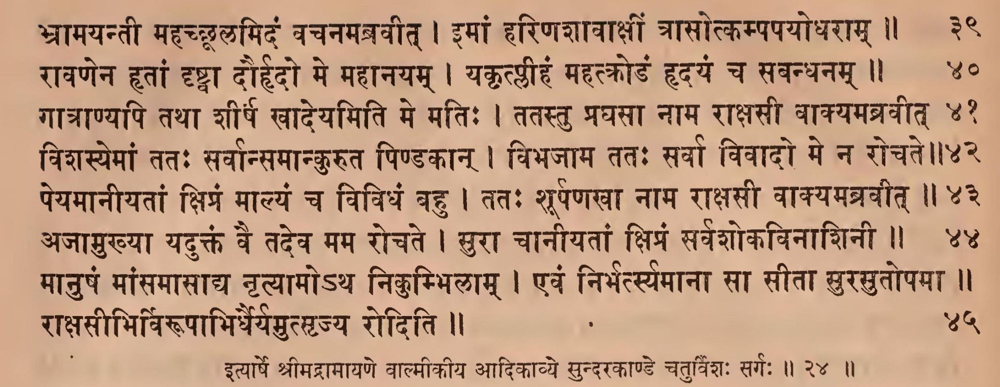 भ्रामयन्ती महच्छूलमिदं वचनमब्रवीत् । इमां हरिणशावाक्षीं त्रासोत्कम्पपयोधराम् ॥ ३९
रावणेन हृतां दृष्ट्वा दौर्हृदो मे महानयम् । यकृत्प्लीहं महत्क्रोडं हृदयं च सबन्धनम् ॥ ४०
गात्राण्यपि तथा शीर्षं खादेयमिति मे मतिः । ततस्तु प्रघसा नाम राक्षसी वाक्यमब्रवीत् ४१
विशस्येमां ततः सर्वान्समान्कुरुत पिण्डकान् । विभजाम ततः सर्वा विवादो मे न रोचते॥४२
पेयमानीयतां क्षिप्रं माल्यं च विविधं बहु । ततः शूर्पणखा नाम राक्षसी वाक्यमब्रवीत् ॥ ४३
अजामुख्या यदुक्तं वै तदेव मम रोचते । सुरा चानीयतां क्षिप्रं सर्वशोकविनाशिनी ॥ ४४
मानुषं मांसमासाद्य नृत्यामोऽथ निकुम्भिलाम् । एवं निर्भर्त्स्यमाना सा सीता सुरसुतोपमा ॥
राक्षसीभिर्विरूपाभिर्धैर्यमुत्सृज्य रोदिति ॥ ४५
इत्यार्षे श्रीमद्रामायणे वाल्मीकीय आदिकाव्ये सुन्दरकाण्डे चतुर्विंशः सर्गः ॥ २४ ॥